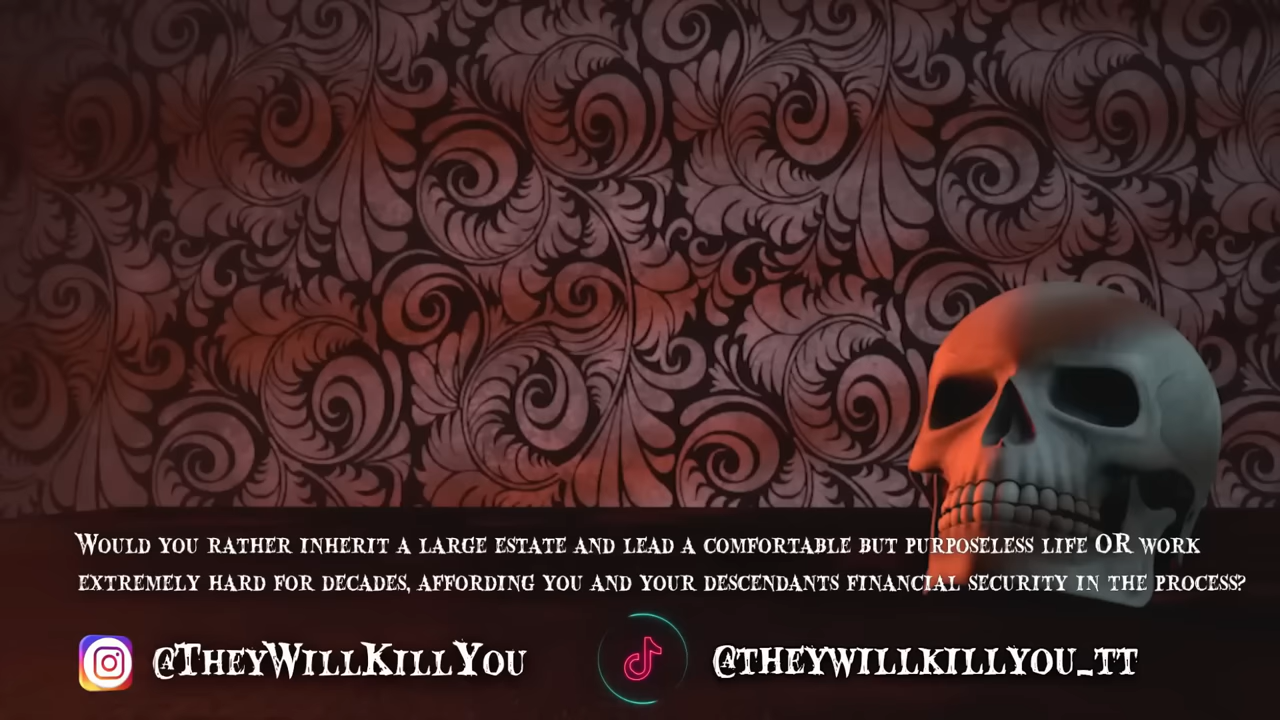 Would you rather inherit a large estate and lead a comfortable but purposeless life OR work
extremely hard for decades, affording you and your descendants financial security in the process?
@TheyWillKillYou
@theywillkillyou_tt